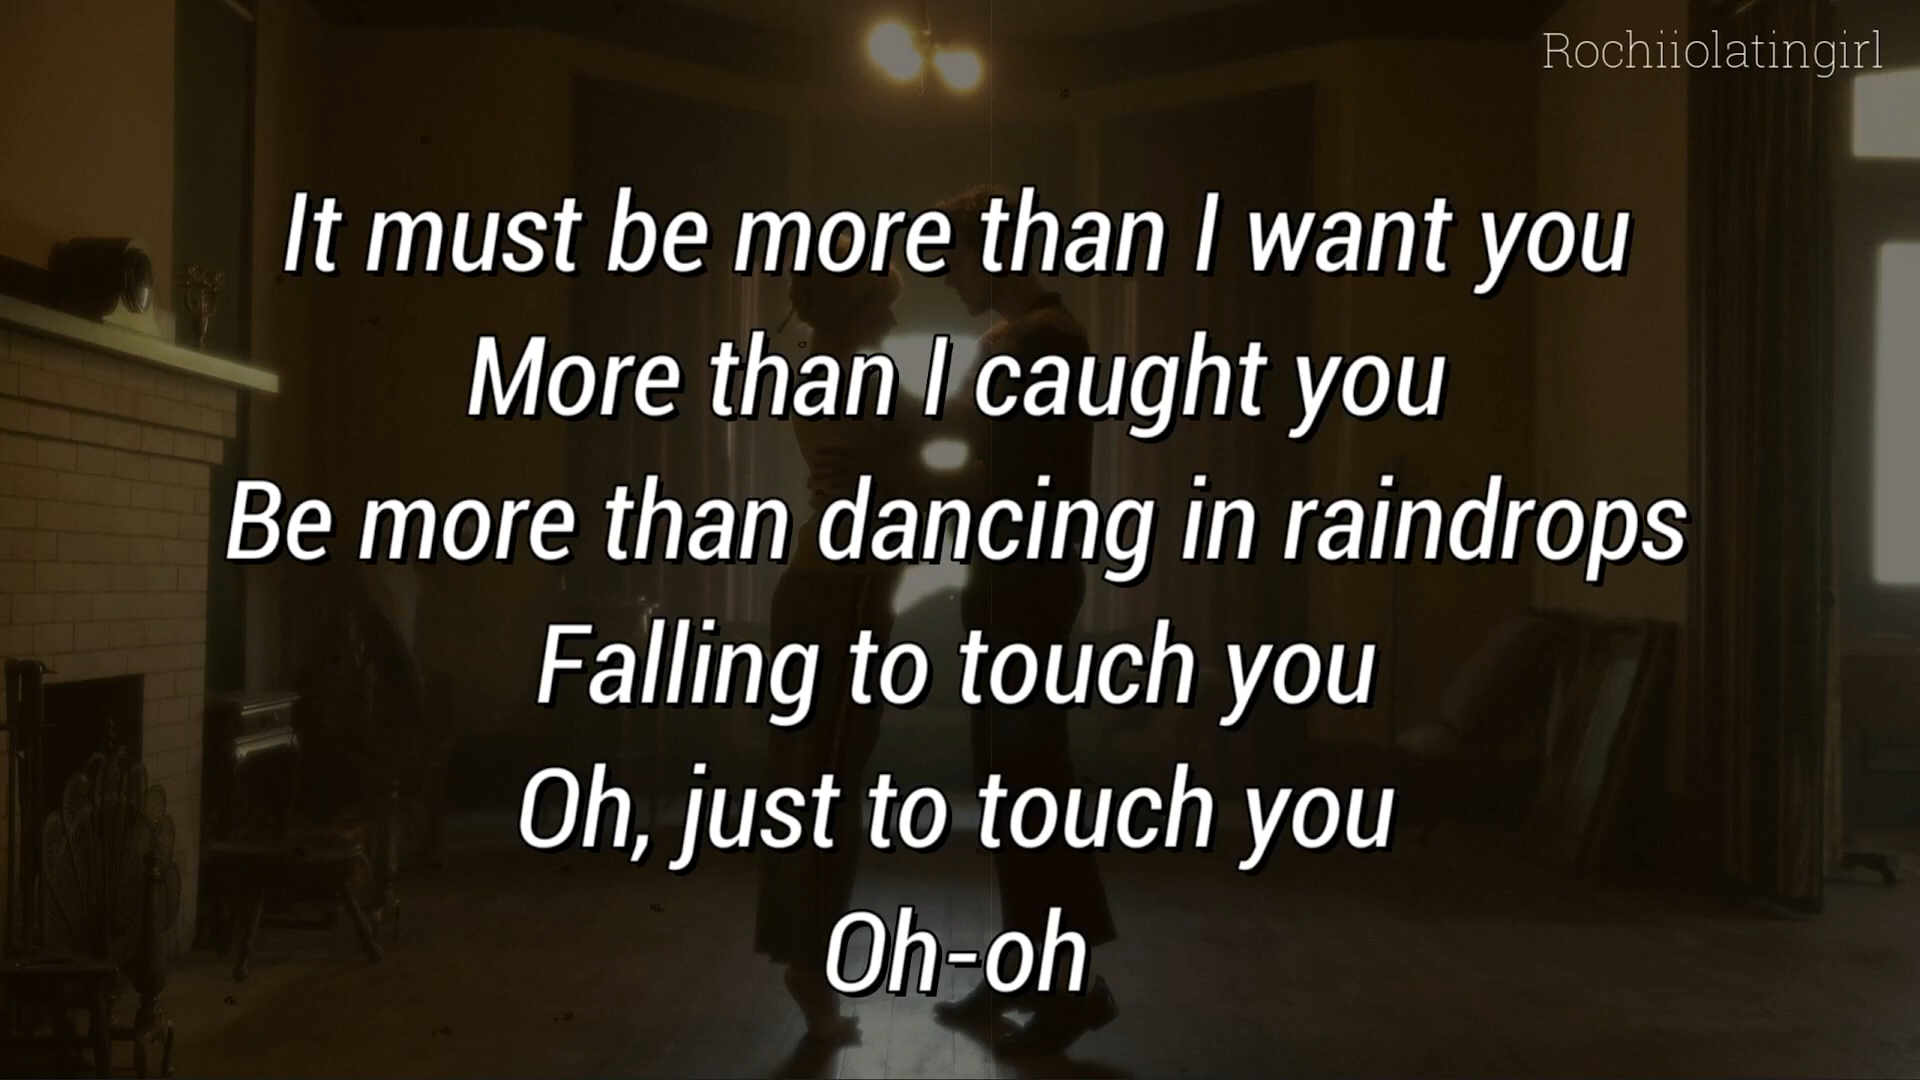 Rochiiolatingirl
It must be more than I want you
More than I caught you
Be more than dancing in raindrops
Falling to touch you
Oh, just to touch you
Oh-oh